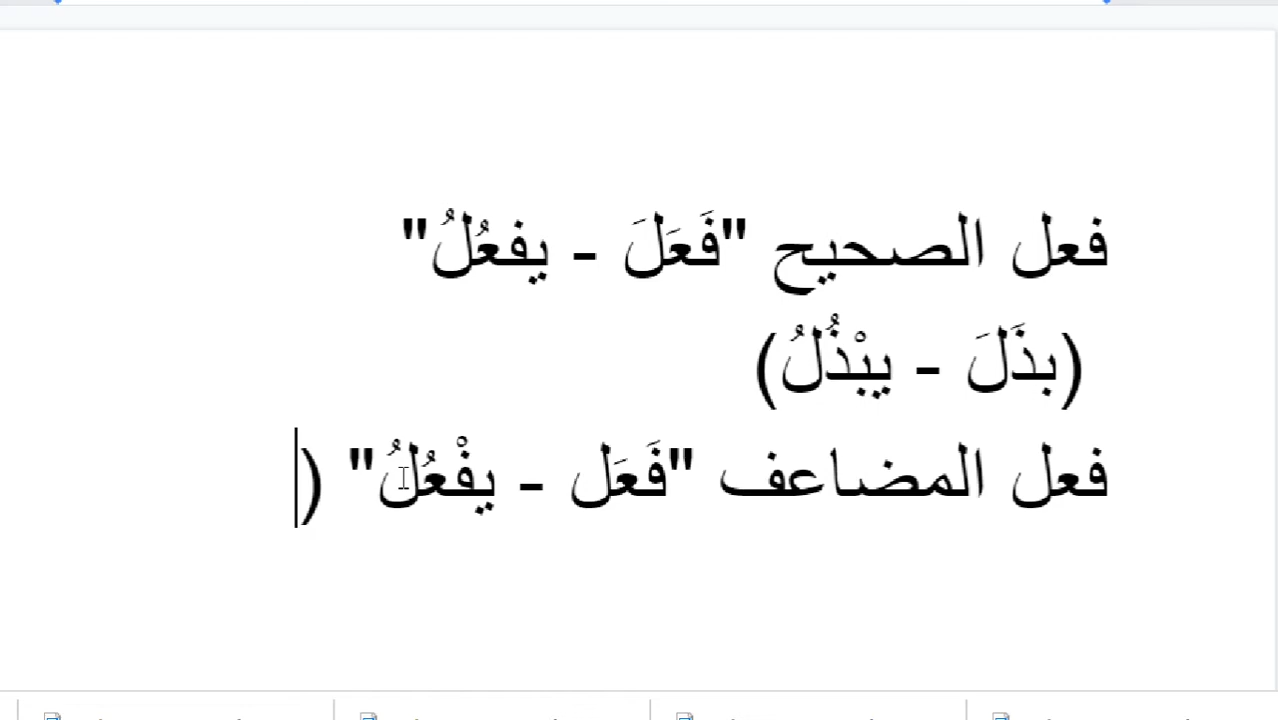 فعل الصحيح "فَعَلَ - يفعُلُ"
(بذَلَ - يبْذُلُ)
فعل المضاعف "فَعَل - يفْعُلُ" (